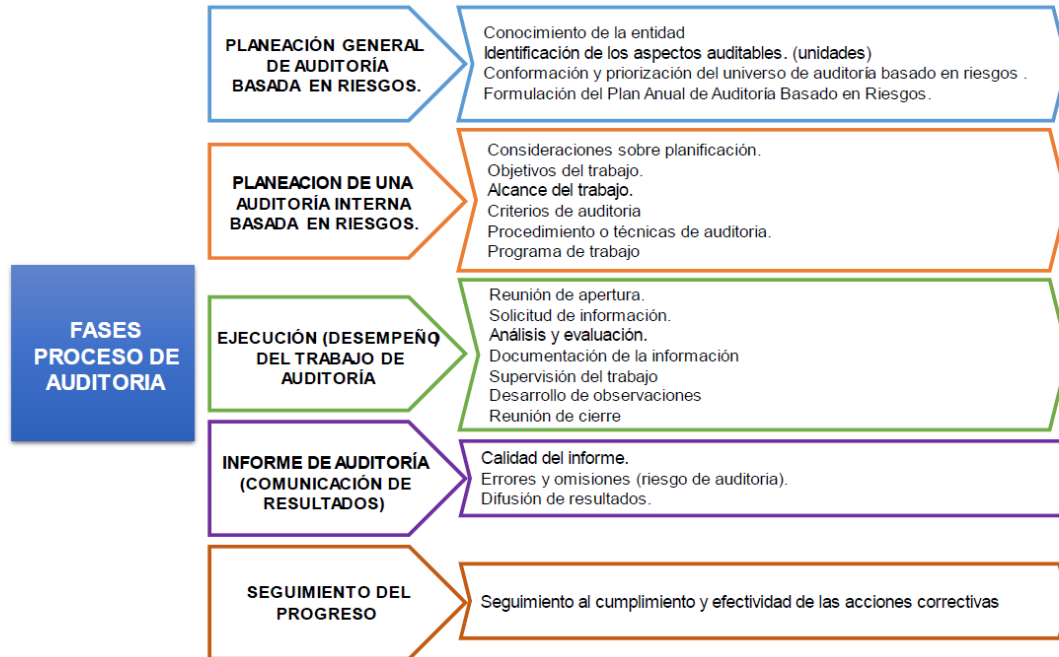 FASES
PROCESO DE
AUDITORIA
PLANEACIÓN GENERAL
DE AUDITORÍA
BASADA EN RIESGOS.
Conocimiento de la entidad
Identificación de los aspectos auditables. (unidades)
Conformación y priorización del universo de auditoría basado en riesgos .
Formulación del Plan Anual de Auditoría Basado en Riesgos.
PLANEACION DE UNA
AUDITORÍA INTERNA
BASADA EN RIESGOS.
Consideraciones sobre planificación.
Objetivos del trabajo.
Alcance del trabajo.
Criterios de auditoria
Procedimiento o técnicas de auditoria.
Programa de trabajo
EJECUCIÓN (DESEMPEÑO)
DEL TRABAJO DE
AUDITORÍA
Reunión de apertura.
Solicitud de información.
Análisis y evaluación.
Documentación de la información
Supervisión del trabajo
Desarrollo de observaciones
Reunión de cierre
INFORME DE AUDITORÍA
(COMUNICACIÓN DE
RESULTADOS)
Calidad del informe.
Errores y omisiones (riesgo de auditoria).
Difusión de resultados.
SEGUIMIENTO DEL
PROGRESO
Seguimiento al cumplimiento y efectividad de las acciones correctivas